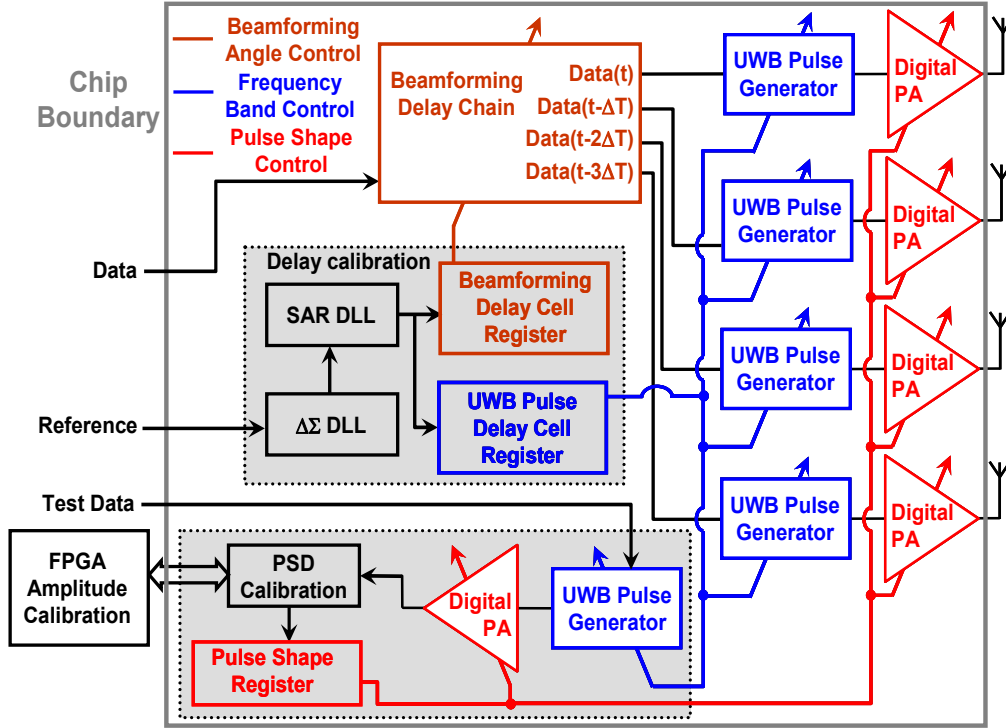 Chip
Boundary
Beamforming
Angle Control
Frequency
Band Control
Pulse Shape
Control
Beamforming
Delay Chain
Data(t)
Data(t-ΔT)
Data(t-2ΔT)
Data(t-3ΔT)
UWB Pulse
Generator
Digital
PA
UWB Pulse
Generator
Digital
PA
UWB Pulse
Generator
Digital
PA
UWB Pulse
Generator
Digital
PA
Data
Delay calibration
SAR DLL
ΔΣ DLL
Beamforming
Delay Cell
Register
UWB Pulse
Delay Cell
Register
Reference
Test Data
FPGA
Amplitude
Calibration
PSD
Calibration
Digital
PA
UWB Pulse
Generator
Pulse Shape
Register